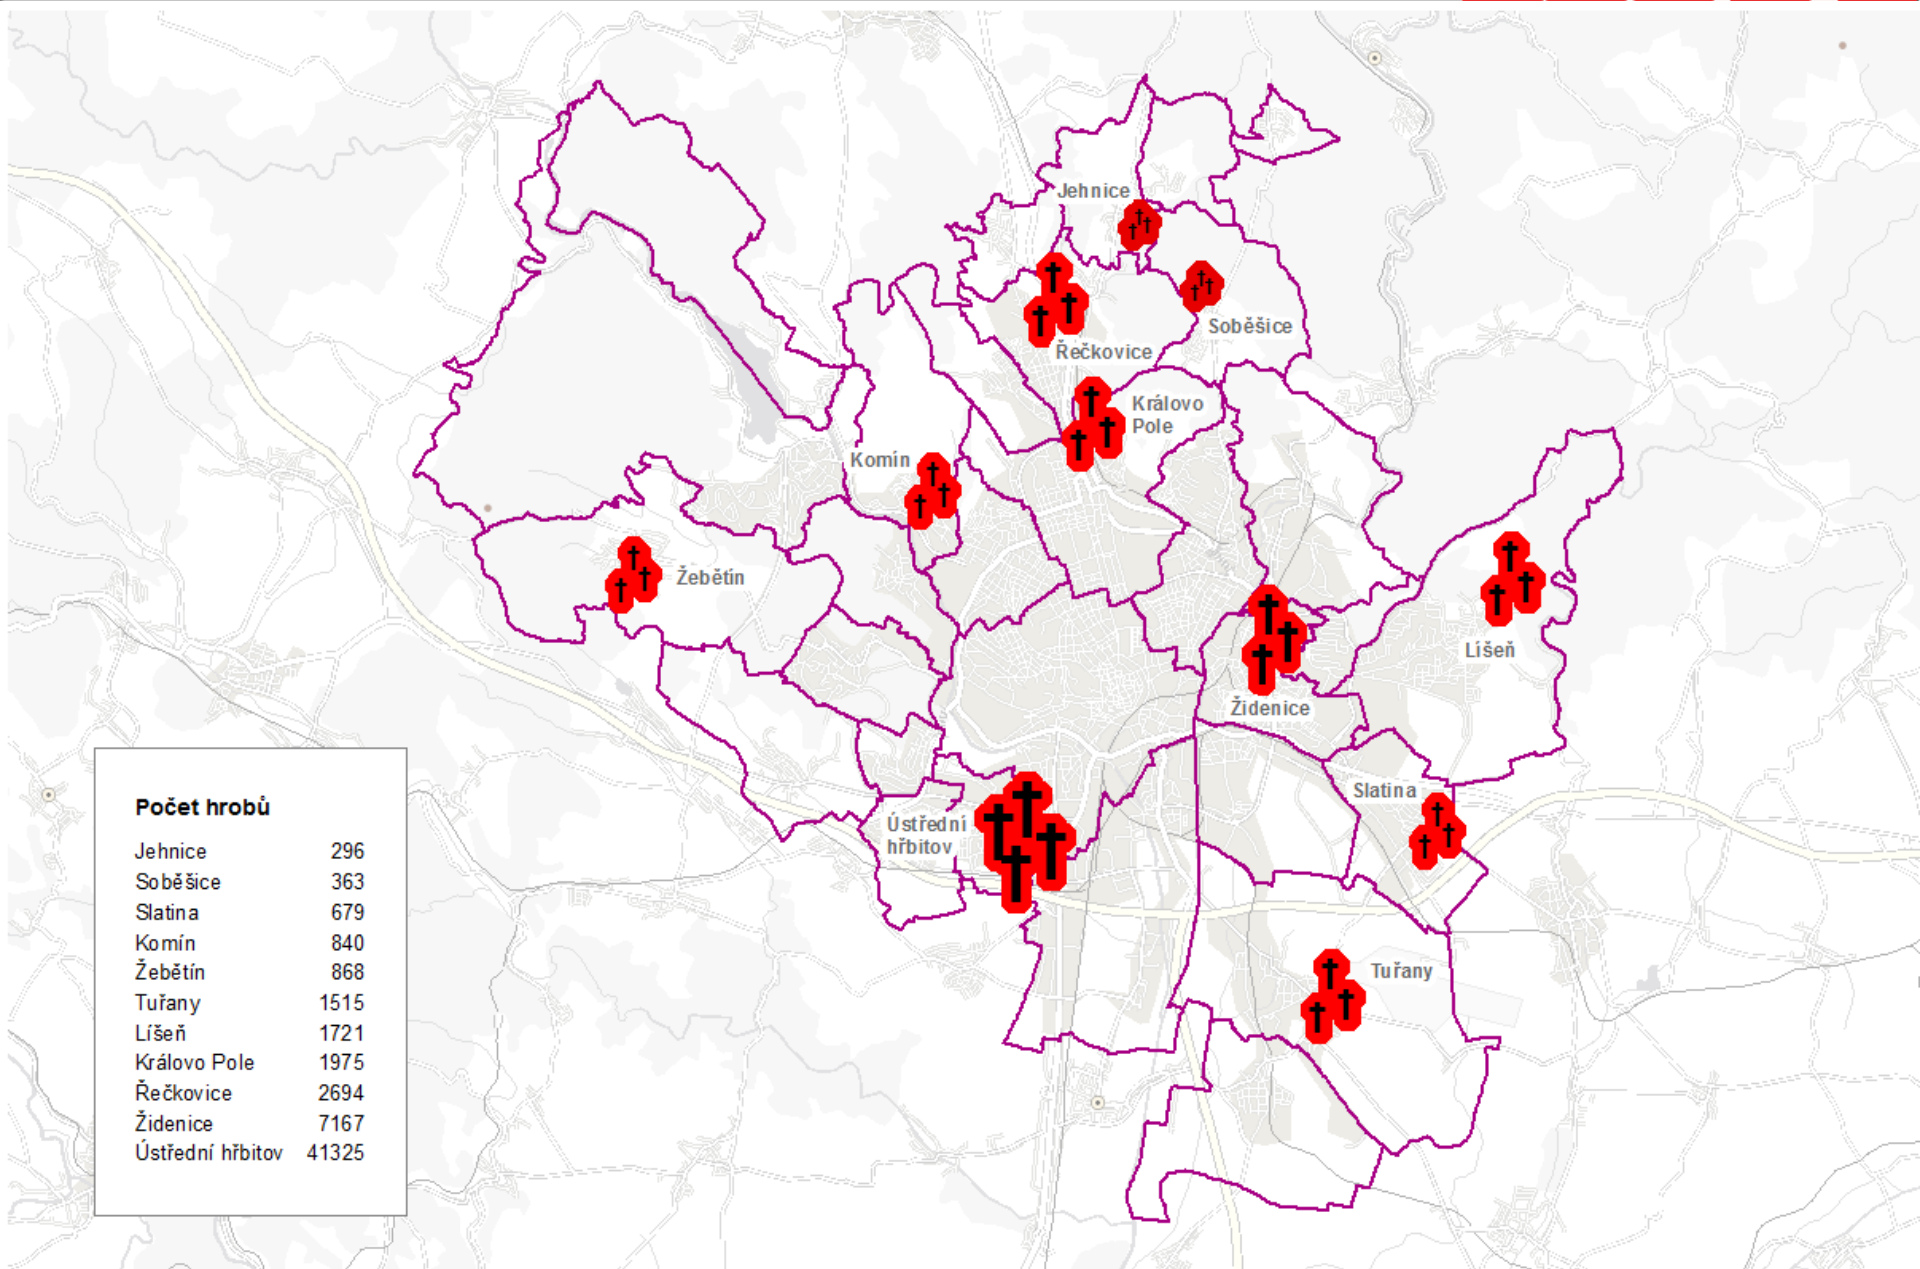 Jehnice
Soběšice
Řečkovice
Královo
Pole
Komín
Žebětín
Líšeň
Židenice
Slatina
Ústřední
hřbitov
Tuřany
Počet hrobů
Jehnice 296
Soběšice 363
Slatina 679
Komín 840
Žebětín 868
Tuřany 1515
Líšeň 1721
Královo Pole 1975
Řečkovice 2694
Židenice 7167
Ústřední hřbitov 41325